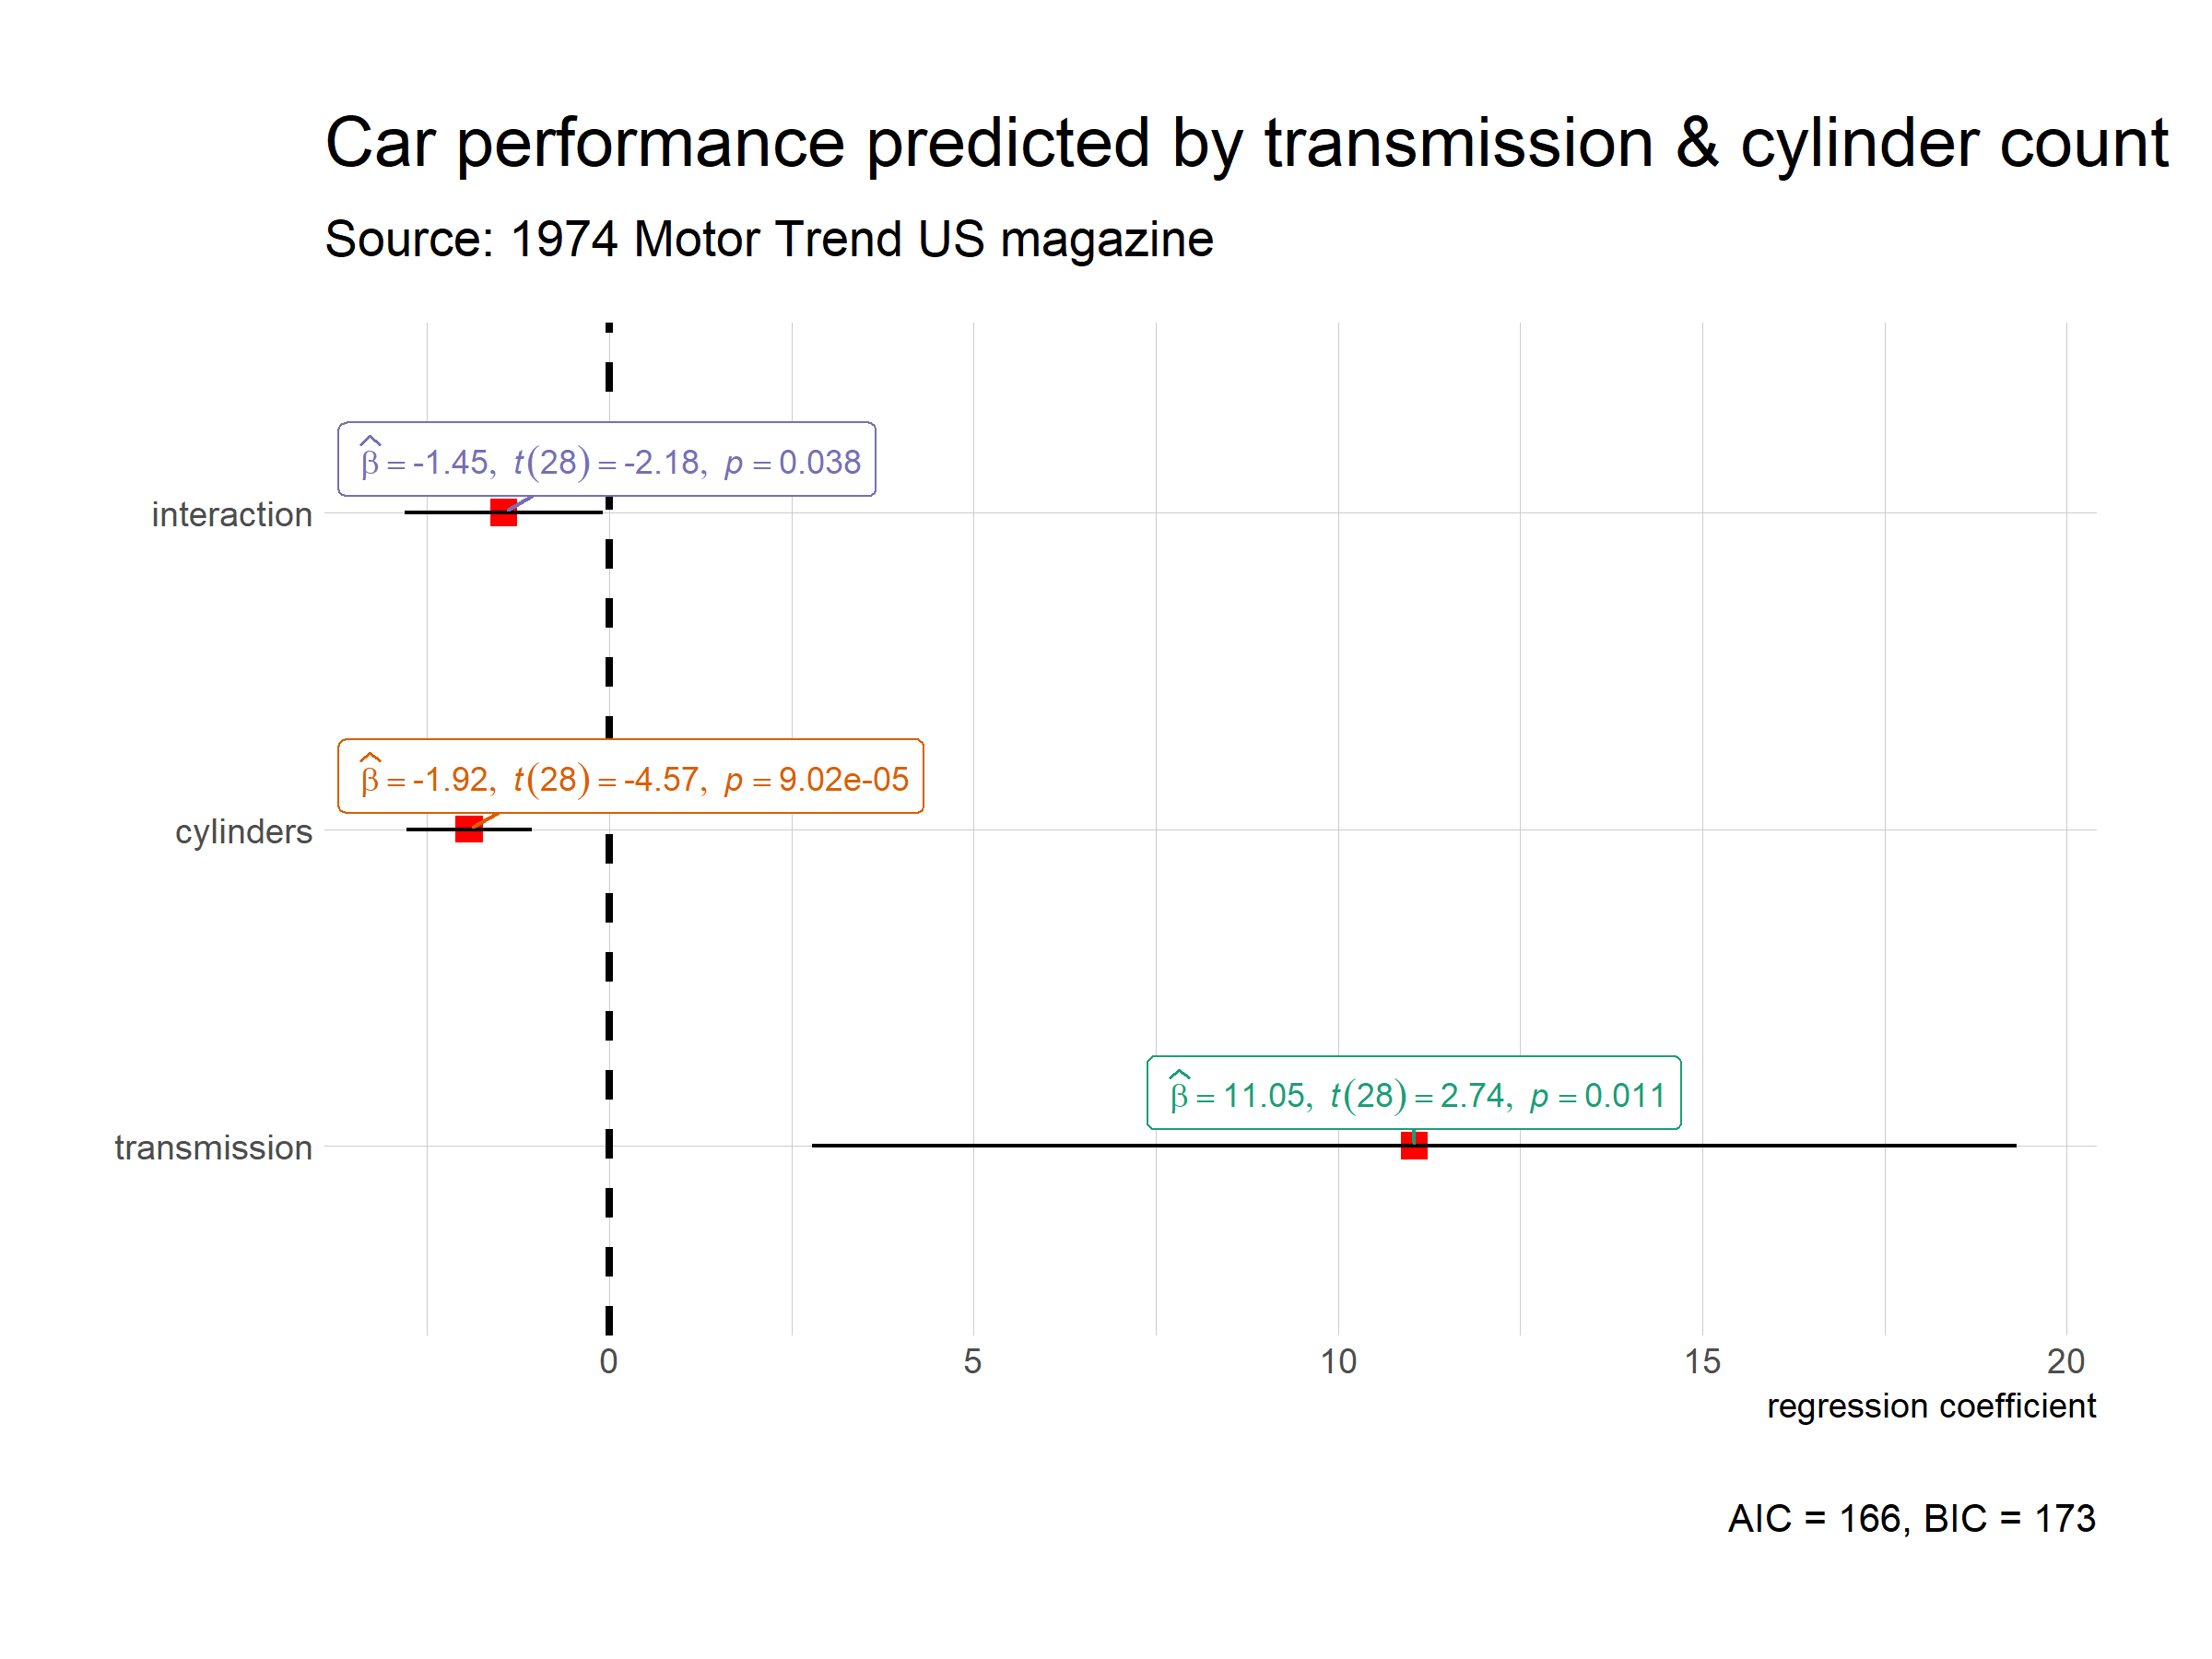 Car performance predicted by transmission & cylinder count
Source: 1974 Motor Trend US magazine
β̂ = -1.45, t(28) = -2.18, p = 0.038
interaction
β̂ = -1.92, t(28) = -4.57, p = 9.02e-05
cylinders
β̂ = 11.05, t(28) = 2.74, p = 0.011
transmission
0 5 10 15 20
regression coefficient
AIC = 166, BIC = 173